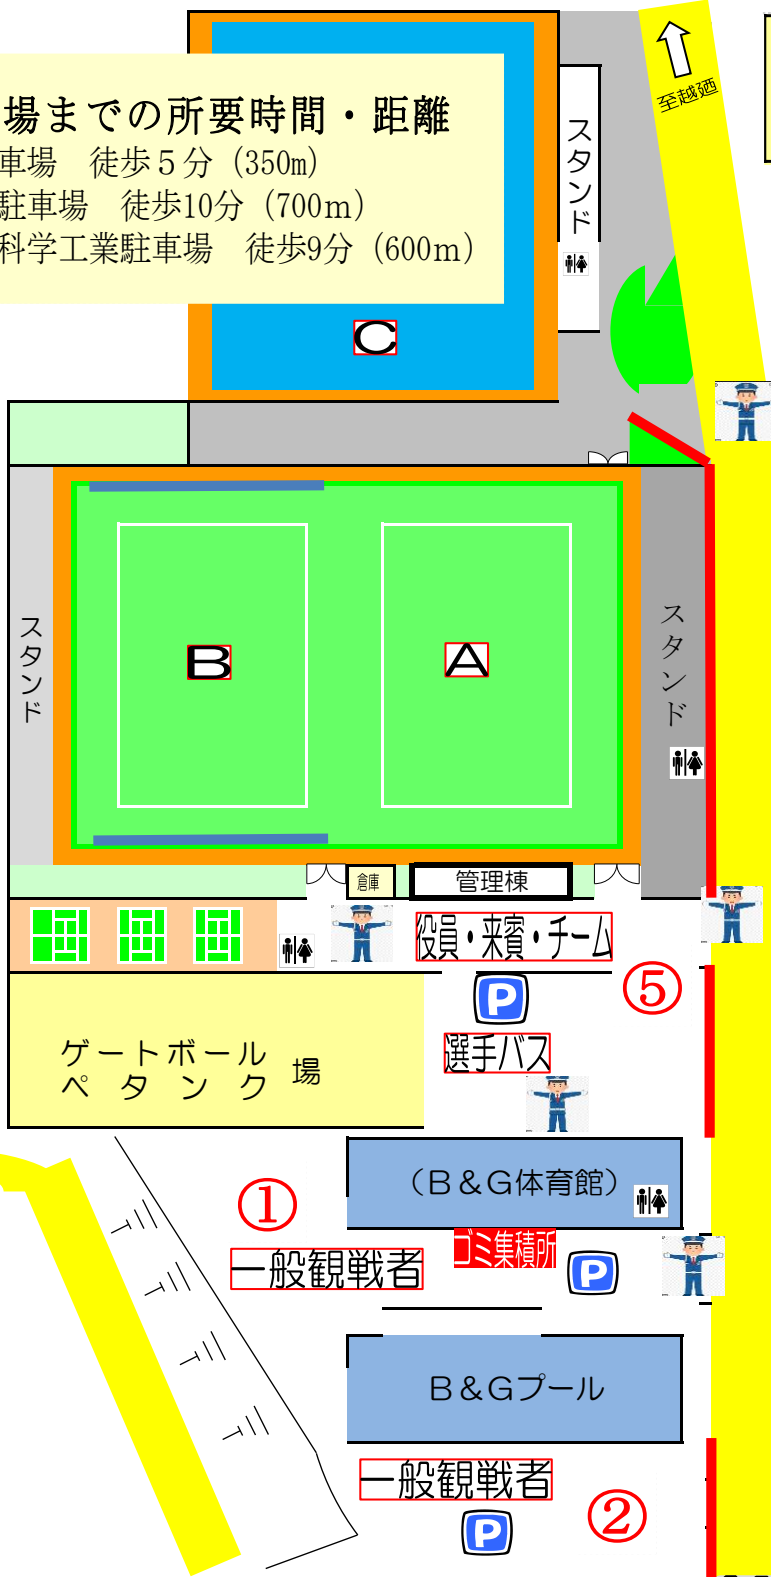 至越廼
場までの所要時間・距離
車場　徒歩５分（350m）
駐車場　徒歩10分（700ｍ）
科学工業駐車場　徒歩9分（600ｍ）
スタンド
C
スタンド
B
A
スタンド
倉庫
管理棟
役員・来賓・チーム
⑤
P
選手バス
ゲートボール
ペタンク
場
（Ｂ＆Ｇ体育館）
①
ゴミ集積所
一般観戦者
P
Ｂ＆Ｇプール
一般観戦者
②
P